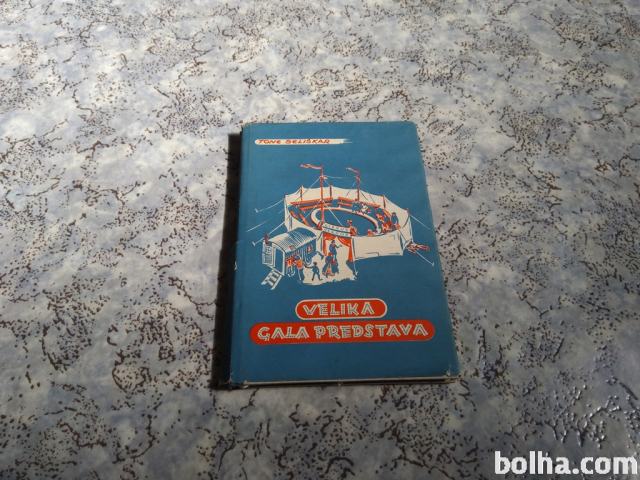 TONE SELIŠKAR
VELIKA
GALA PREDSTAVA
bolha.com